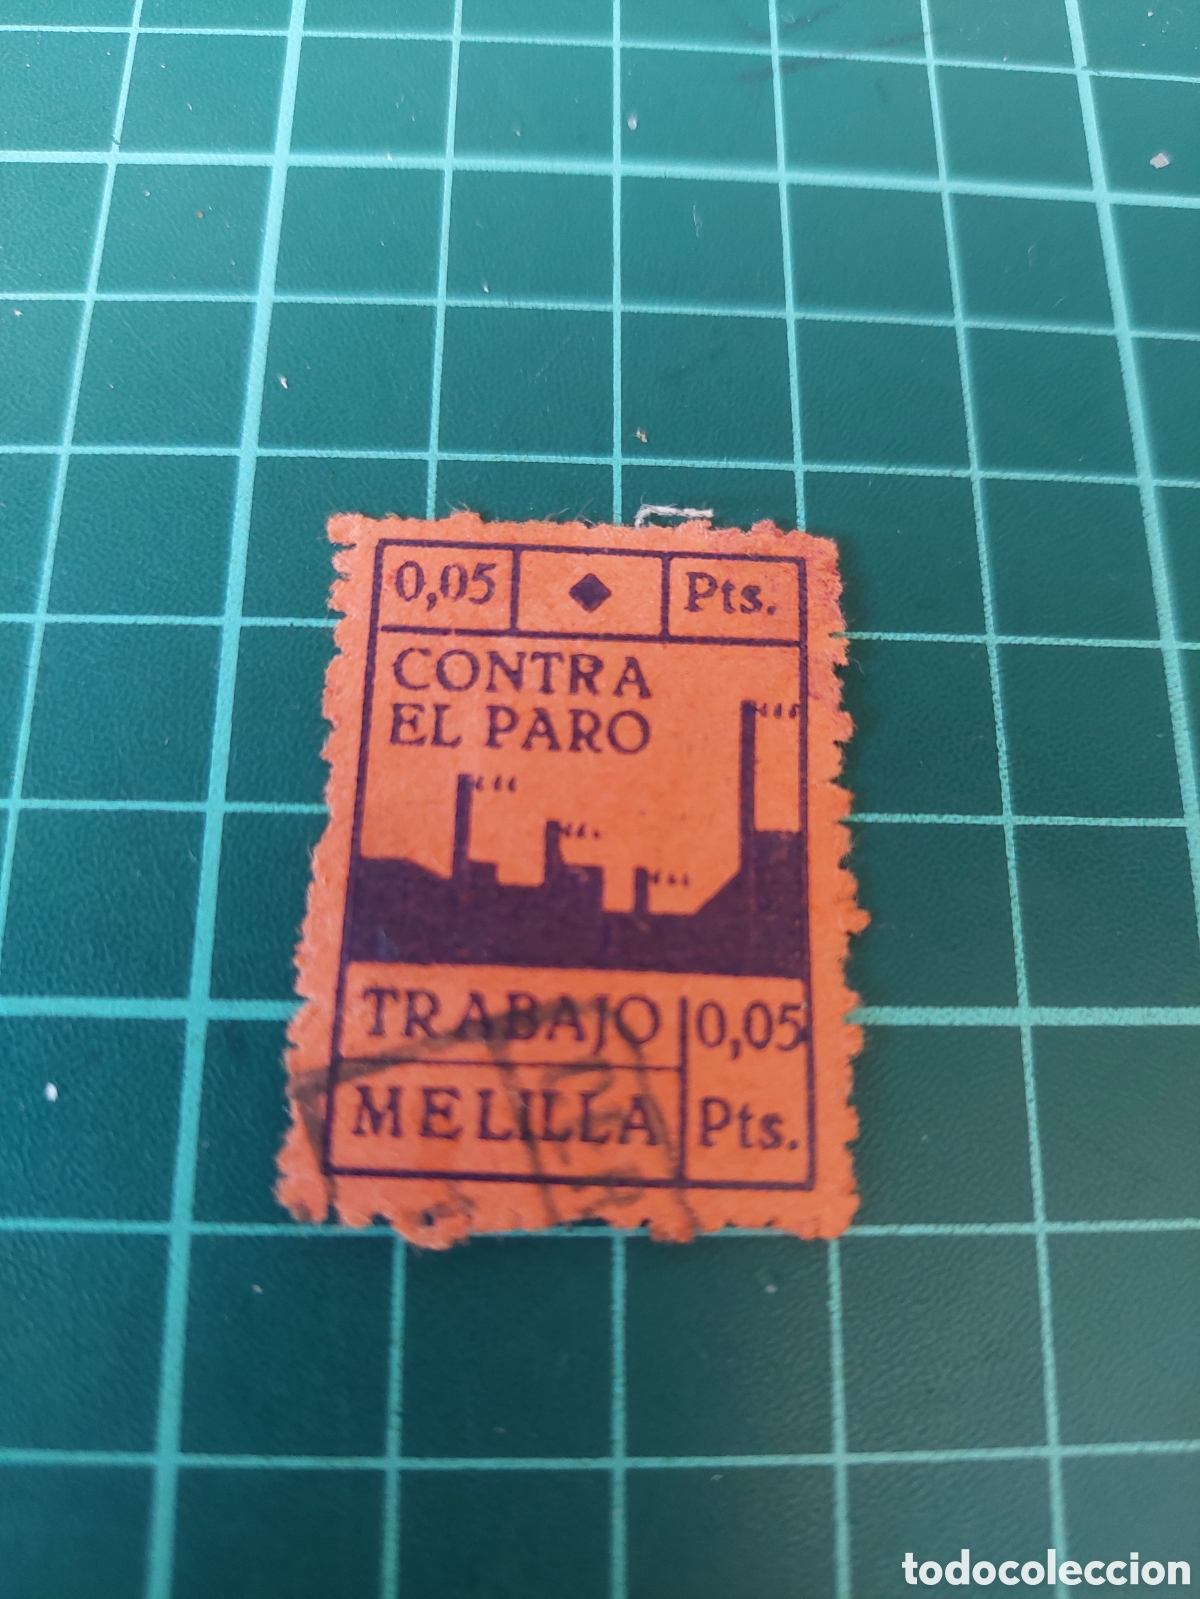 0,05 Pts.
CONTRA
EL PARO
TRABAJO
MELILLA
0,05
Pts.
todocoleccion